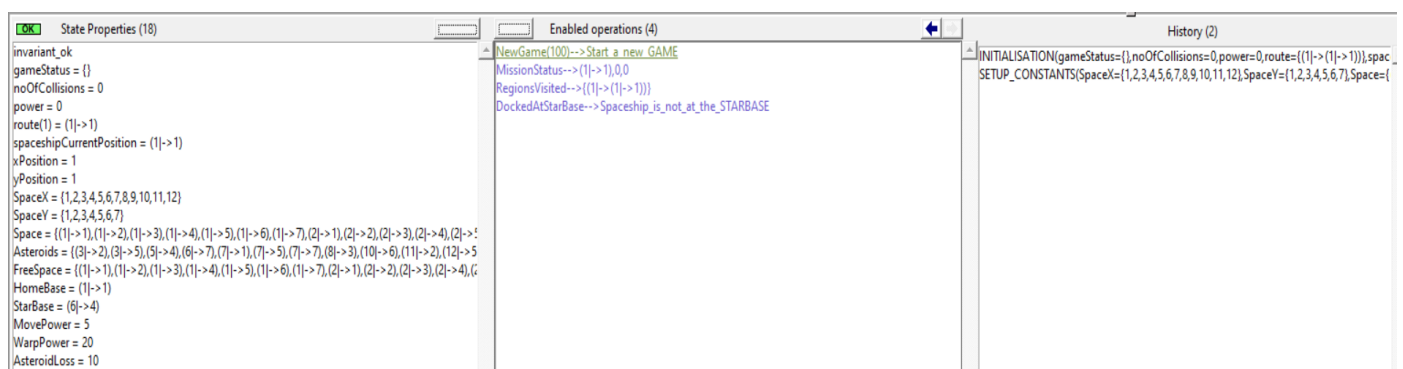 OK State Properties (18)
invariant_ok
gameStatus = {}
noOfCollisions = 0
power = 0
route(1) = (1|->1)
spaceshipCurrentPosition = (1|->1)
xPosition = 1
yPosition = 1
SpaceX = {1,2,3,4,5,6,7,8,9,10,11,12}
SpaceY = {1,2,3,4,5,6,7}
Space = {(1|->1),(1|->2),(1|->3),(1|->4),(1|->5),(1|->6),(1|->7),(2|->1),(2|->2),(2|->3),(2|->4),(2|->5
Asteroids = {(3|->2),(3|->5),(5|->4),(6|->7),(7|->1),(7|->5),(7|->7),(8|->3),(10|->6),(11|->2),(12|->5
FreeSpace = {(1|->1),(1|->2),(1|->3),(1|->4),(1|->5),(1|->6),(1|->7),(2|->1),(2|->2),(2|->3),(2|->4),(2
HomeBase = (1|->1)
StarBase = (6|->4)
MovePower = 5
WarpPower = 20
AsteroidLoss = 10
Enabled operations (4)
NewGame(100)-->Start_a_new_GAME
MissionStatus-->(1|->1),0,0
RegionsVisited-->{(1|->(1|->1))}
DockedAtStarBase-->Spaceship_is_not_at_the_STARBASE
History (2)
INITIALISATION(gameStatus={},noOfCollisions=0,power=0,route={(1|->(1|->1))},spac
SETUP_CONSTANTS(SpaceX={1,2,3,4,5,6,7,8,9,10,11,12},SpaceY={1,2,3,4,5,6,7},Space={